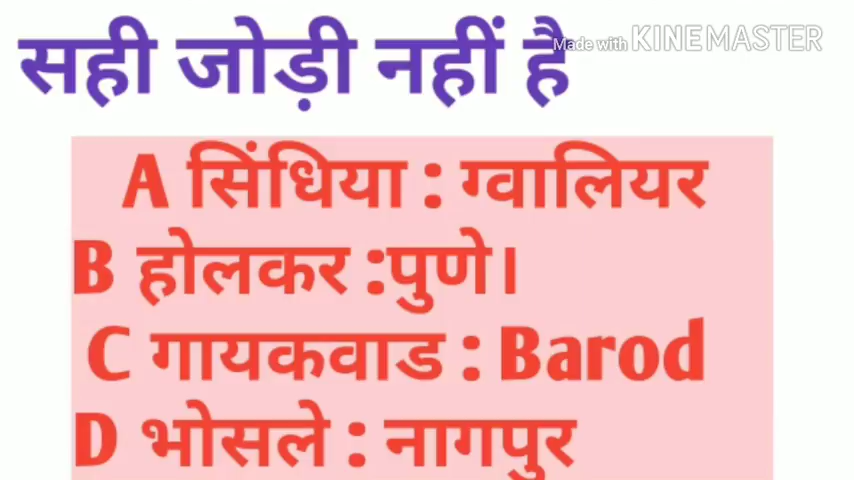 सही जोड़ी नहीं है
Made with KINEMASTER
A सिंधिया : ग्वालियर
B होलकर :पुणे।
C गायकवाड : Barod
D भोसले : नागपुर